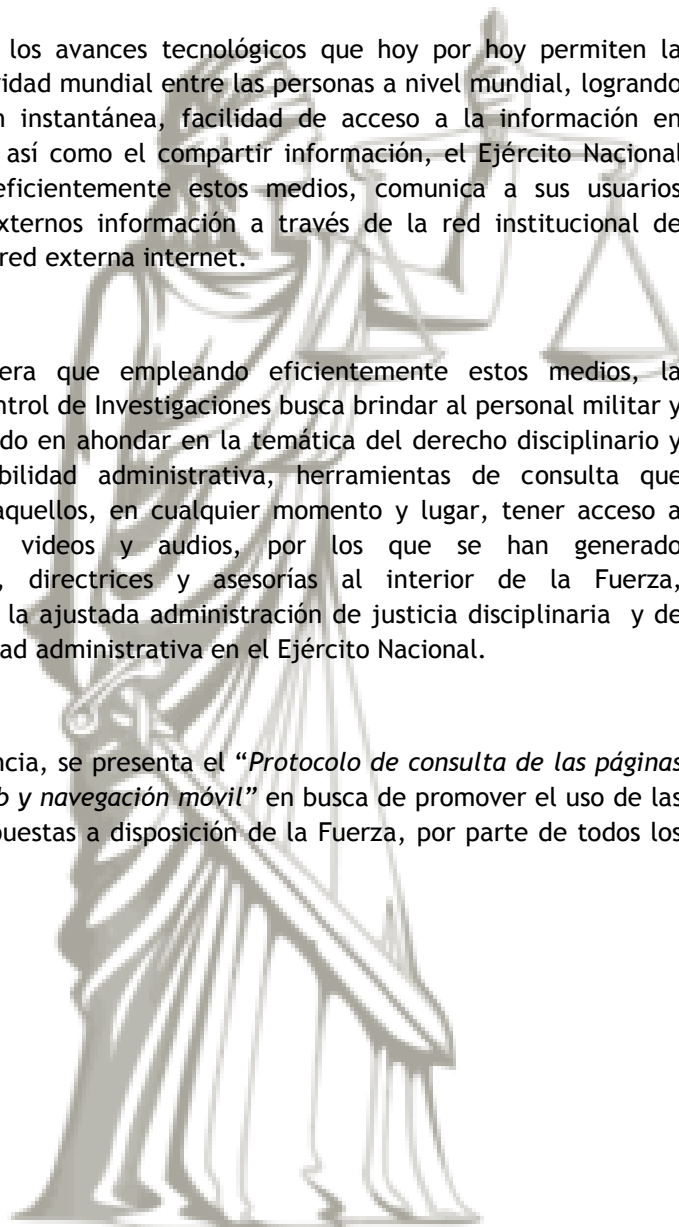 los avances tecnológicos que hoy por hoy permiten la
vidad mundial entre las personas a nivel mundial, logrando
n instantánea, facilidad de acceso a la información en
así como el compartir información, el Ejército Nacional
eficientemente estos medios, comunica a sus usuarios
xternos información a través de la red institucional de
red externa internet.
era que empleando eficientemente estos medios, la
ntrol de Investigaciones busca brindar al personal militar y
do en ahondar en la temática del derecho disciplinario y
bilidad administrativa, herramientas de consulta que
aquellos, en cualquier momento y lugar, tener acceso a
videos y audios, por los que se han generado
, directrices y asesorías al interior de la Fuerza,
la ajustada administración de justicia disciplinaria y de
ad administrativa en el Ejército Nacional.
ncia, se presenta el “Protocolo de consulta de las páginas
b y navegación móvil” en busca de promover el uso de las
puestas a disposición de la Fuerza, por parte de todos los